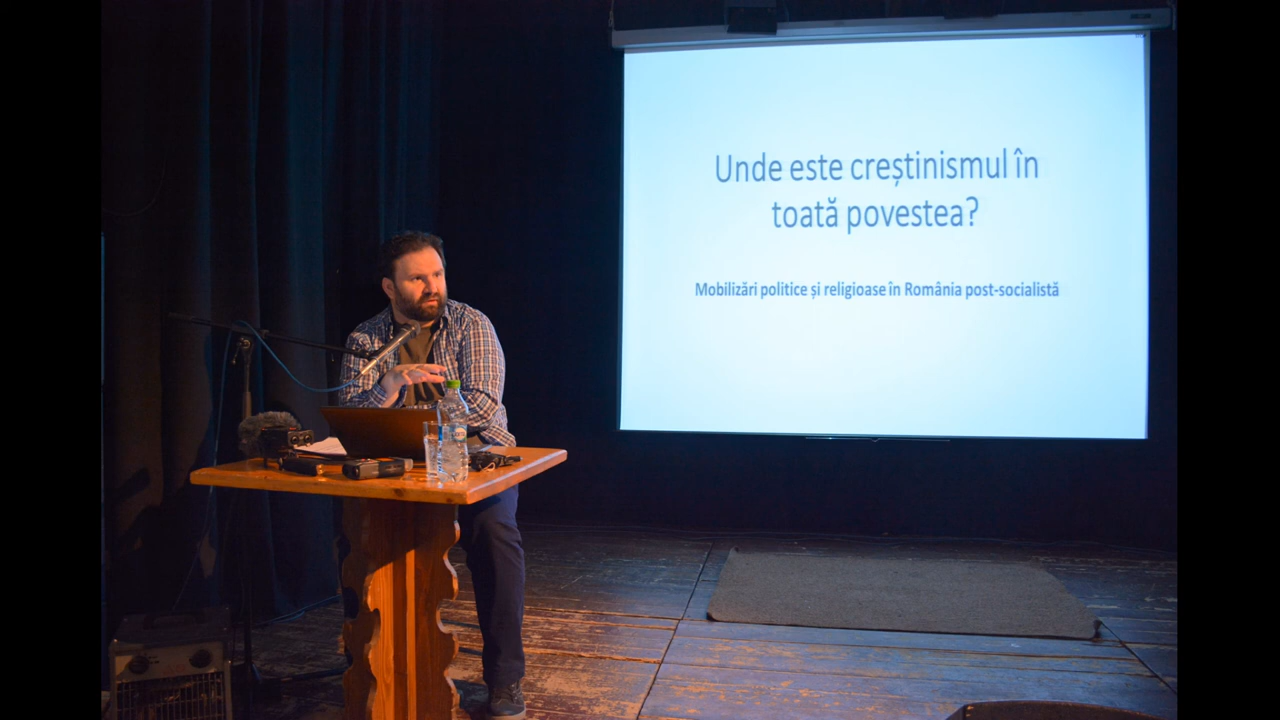 Unde este creștinismul în
toată povestea?
Mobilizări politice și religioase în România post-socialistă